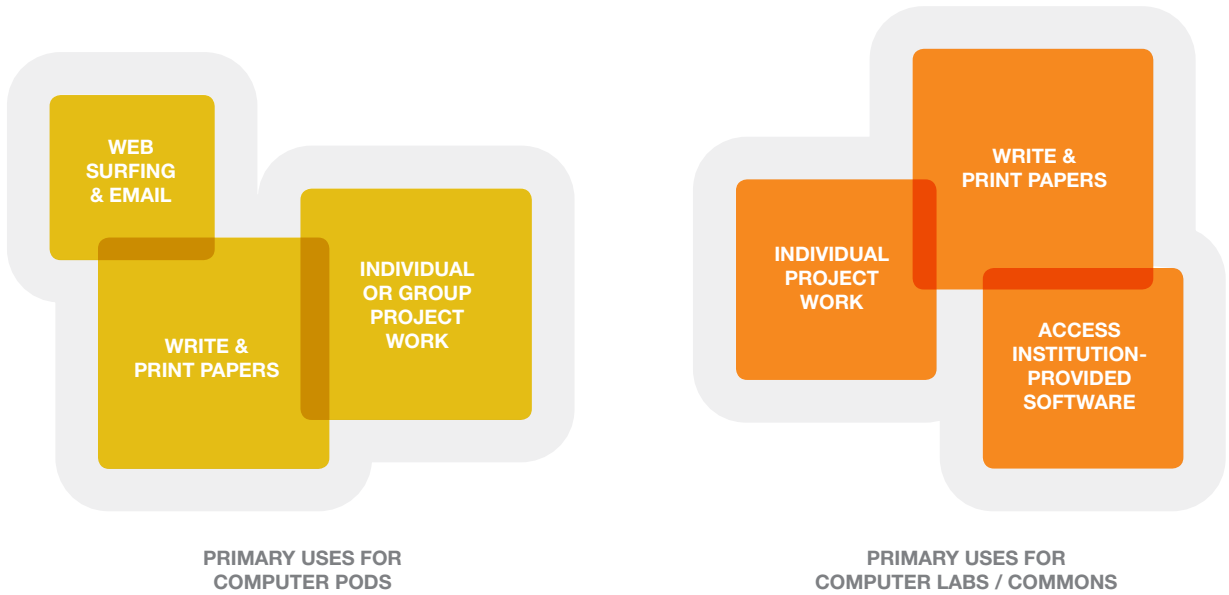 WEB
SURFING
& EMAIL
WRITE &
PRINT PAPERS
INDIVIDUAL
OR GROUP
PROJECT
WORK
PRIMARY USES FOR
COMPUTER PODS
WRITE &
PRINT PAPERS
INDIVIDUAL
PROJECT
WORK
ACCESS
INSTITUTION-
PROVIDED
SOFTWARE
PRIMARY USES FOR
COMPUTER LABS / COMMONS